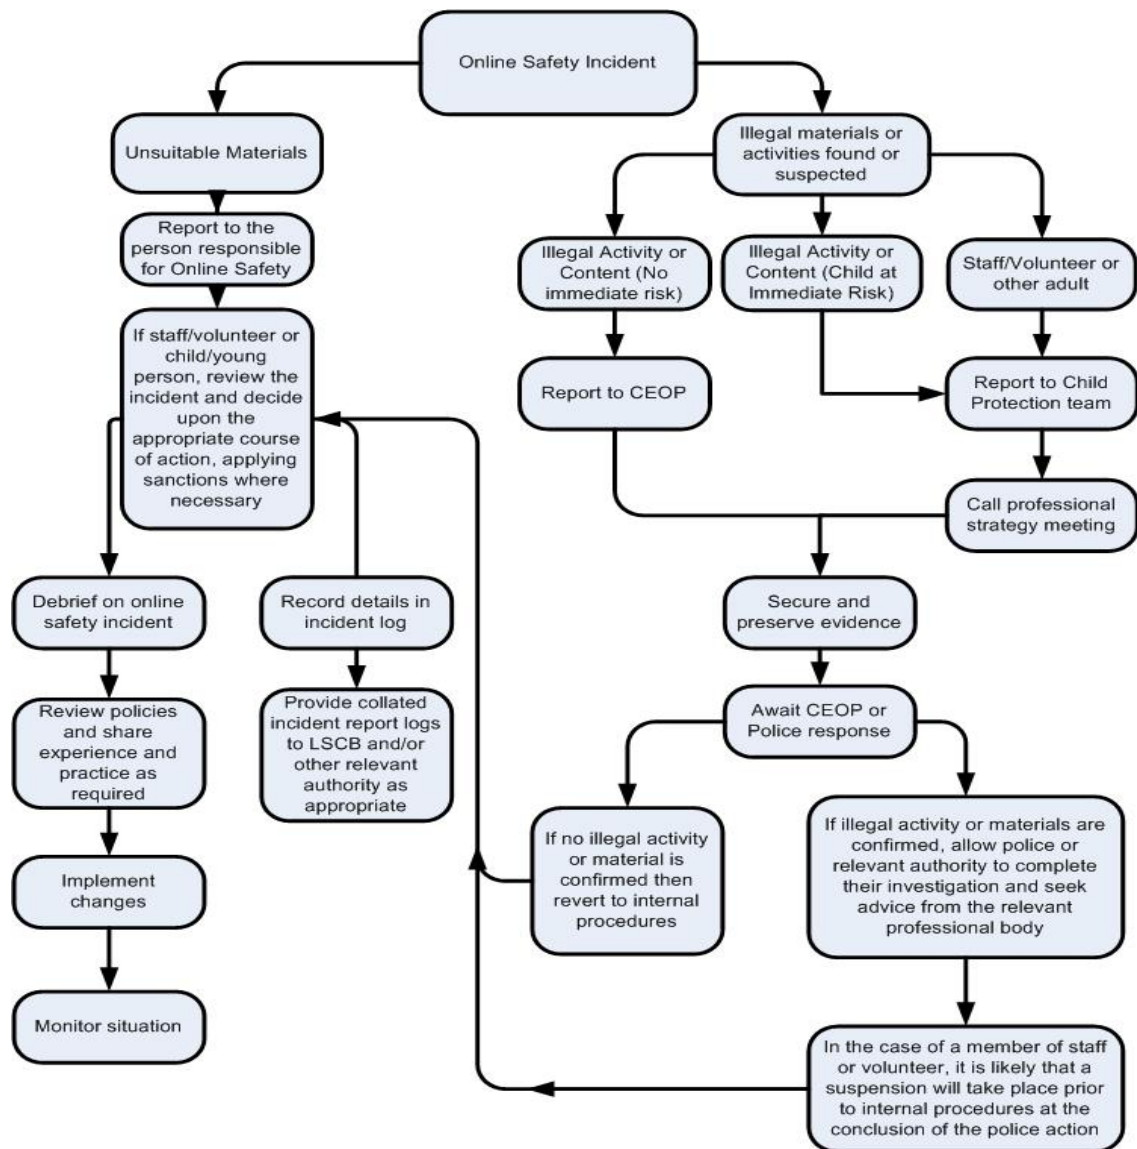 Online Safety Incident
Unsuitable Materials
Report to the
person responsible
for Online Safety
If staff/volunteer or
child/young
person, review the
incident and decide
upon the
appropriate course
of action, applying
sanctions where
necessary
Debrief on online
safety incident
Review policies
and share
experience and
practice as
required
Implement
changes
Monitor situation
Record details in
incident log
Provide collated
incident report logs
to LSCB and/or
other relevant
authority as
appropriate
Illegal materials or
activities found or
suspected
Illegal Activity or
Content (No
immediate risk)
Illegal Activity or
Content (Child at
Immediate Risk)
Staff/Volunteer or
other adult
Report to CEOP
Report to Child
Protection team
Call professional
strategy meeting
Secure and
preserve evidence
Await CEOP or
Police response
If no illegal activity
or material is
confirmed then
revert to internal
procedures
If illegal activity or materials are
confirmed, allow police or
relevant authority to complete
their investigation and seek
advice from the relevant
professional body
In the case of a member of staff
or volunteer, it is likely that a
suspension will take place prior
to internal procedures at the
conclusion of the police action